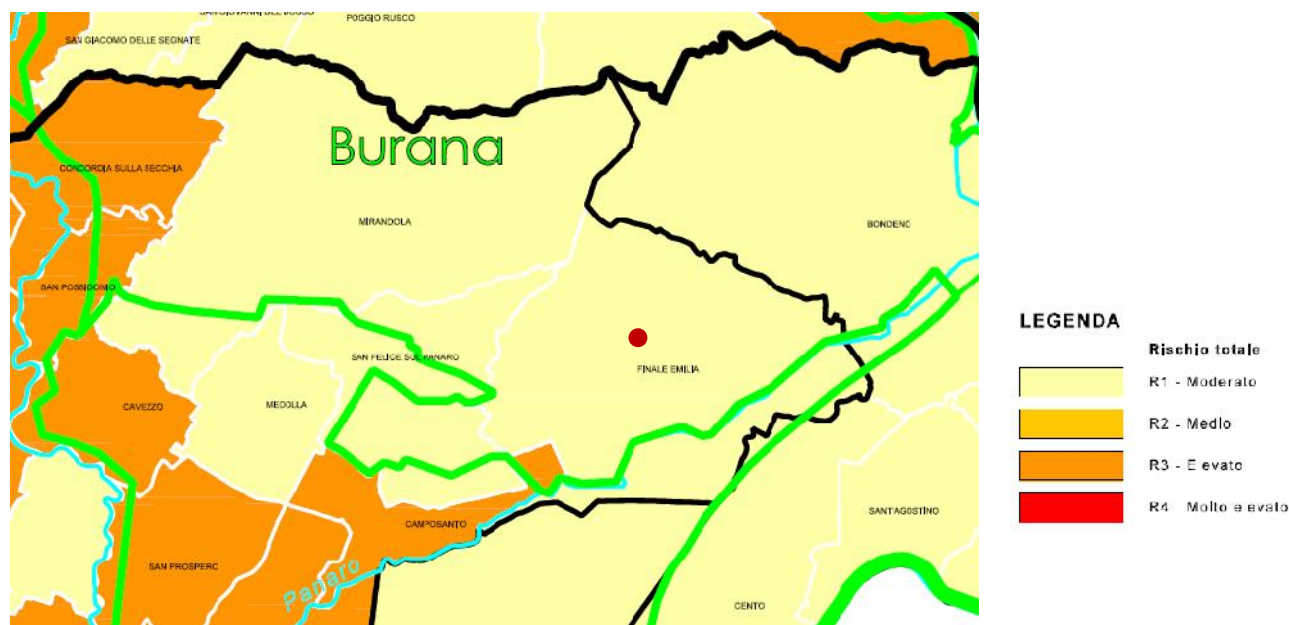 POGGIO RUSCO
SAN GIACOMO DELLE SEGNATE
Burana
CONCORDIA SULLA SECCHIA
MIRANDOLA
BONDENO
SAN POSSIDONIO
SAN FELICE SUL PANARO
FINALE EMILIA
CAVEZZO
MEDOLLA
CAMPOSANTO
SANT'AGOSTINO
SAN PROSPERO
Panaro
CENTO
LEGENDA
Rischio totale
R1 - Moderato
R2 - Medio
R3 - E evato
R4 Molto e evato